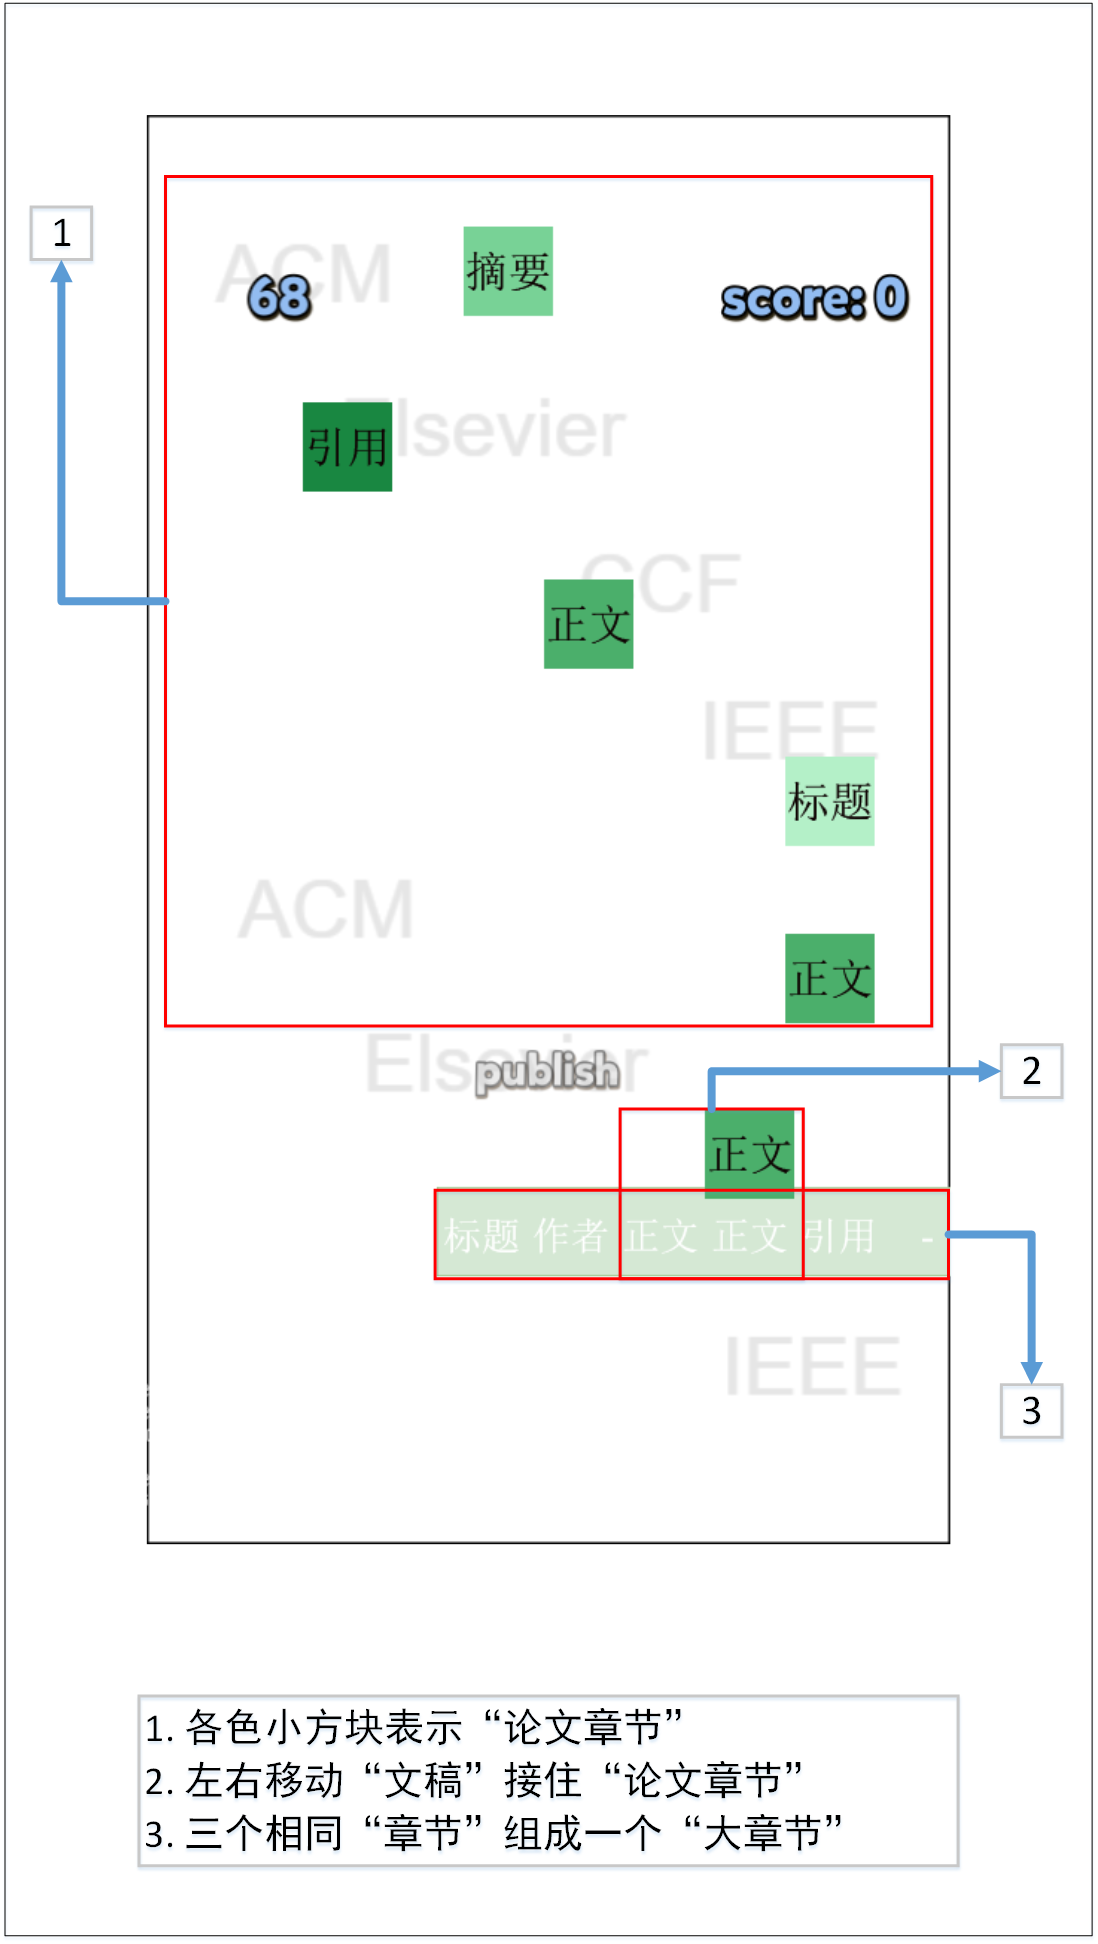 1
ACM
摘要
68
score: 0
Elsevier
引用
CCF
正文
IEEE
标题
ACM
正文
Elsevier
publish
2
正文
标题 作者 正文 正文 引用 -
IEEE
3
1. 各色小方块表示“论文章节”
2. 左右移动“文稿”接住“论文章节”
3. 三个相同“章节”组成一个“大章节”